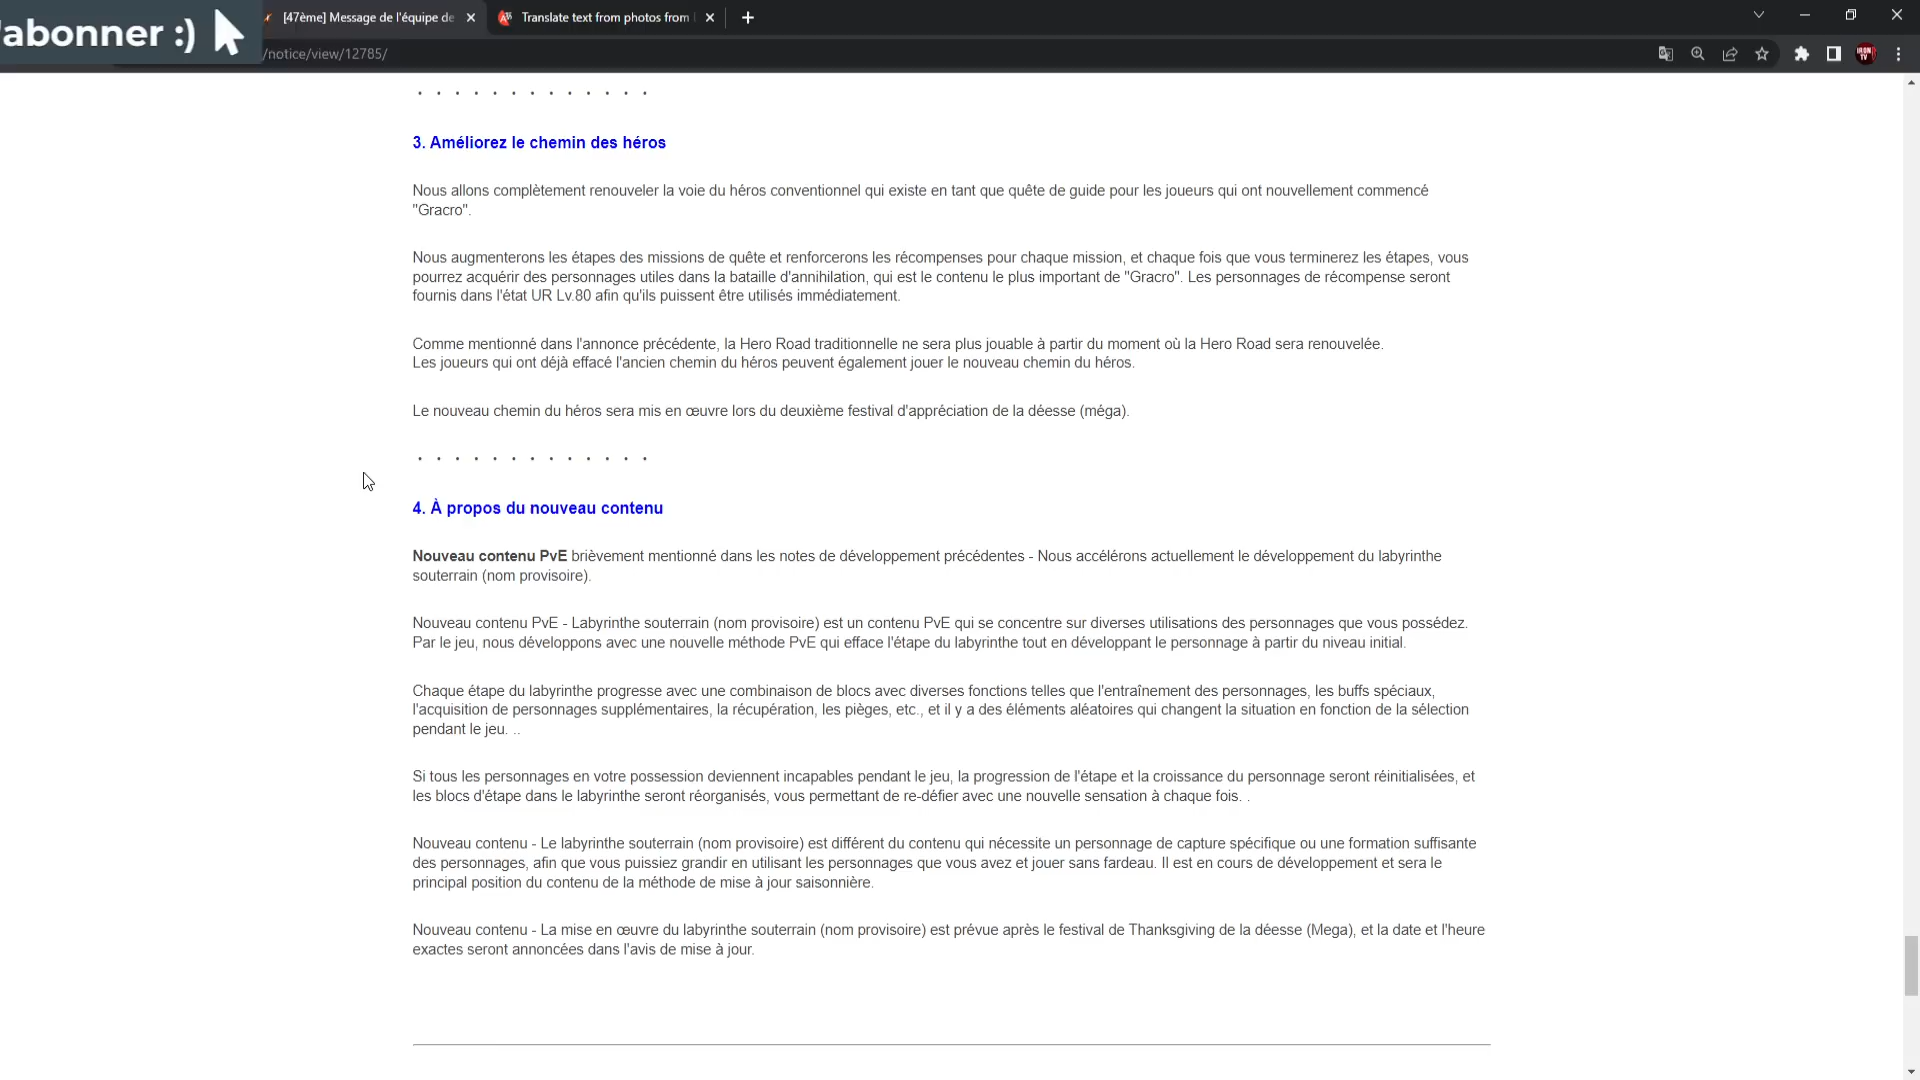 'abonner :)
[47ème] Message de l'équipe de
Translate text from photos from
/notice/view/12785/
3. Améliorez le chemin des héros
Nous allons complètement renouveler la voie du héros conventionnel qui existe en tant que quête de guide pour les joueurs qui ont nouvellement commencé
"Gracro".
Nous augmenterons les étapes des missions de quête et renforcerons les récompenses pour chaque mission, et chaque fois que vous terminerez les étapes, vous
pourrez acquérir des personnages utiles dans la bataille d'annihilation, qui est le contenu le plus important de "Gracro". Les personnages de récompense seront
fournis dans l'état UR Lv.80 afin qu'ils puissent être utilisés immédiatement.
Comme mentionné dans l'annonce précédente, la Hero Road traditionnelle ne sera plus jouable à partir du moment où la Hero Road sera renouvelée.
Les joueurs qui ont déjà effacé l'ancien chemin du héros peuvent également jouer le nouveau chemin du héros.
Le nouveau chemin du héros sera mis en œuvre lors du deuxième festival d'appréciation de la déesse (méga).
4. À propos du nouveau contenu
Nouveau contenu PvE brièvement mentionné dans les notes de développement précédentes - Nous accélérons actuellement le développement du labyrinthe
souterrain (nom provisoire).
Nouveau contenu PvE - Labyrinthe souterrain (nom provisoire) est un contenu PvE qui se concentre sur diverses utilisations des personnages que vous possédez.
Par le jeu, nous développons avec une nouvelle méthode PvE qui efface l'étape du labyrinthe tout en développant le personnage à partir du niveau initial.
Chaque étape du labyrinthe progresse avec une combinaison de blocs avec diverses fonctions telles que l'entraînement des personnages, les buffs spéciaux,
l'acquisition de personnages supplémentaires, la récupération, les pièges, etc., et il y a des éléments aléatoires qui changent la situation en fonction de la sélection
pendant le jeu. ..
Si tous les personnages en votre possession deviennent incapables pendant le jeu, la progression de l'étape et la croissance du personnage seront réinitialisées, et
les blocs d'étape dans le labyrinthe seront réorganisés, vous permettant de re-défier avec une nouvelle sensation à chaque fois. .
Nouveau contenu - Le labyrinthe souterrain (nom provisoire) est différent du contenu qui nécessite un personnage de capture spécifique ou une formation suffisante
des personnages, afin que vous puissiez grandir en utilisant les personnages que vous avez et jouer sans fardeau. Il est en cours de développement et sera le
principal position du contenu de la méthode de mise à jour saisonnière.
Nouveau contenu - La mise en œuvre du labyrinthe souterrain (nom provisoire) est prévue après le festival de Thanksgiving de la déesse (Mega), et la date et l'heure
exactes seront annoncées dans l'avis de mise à jour.